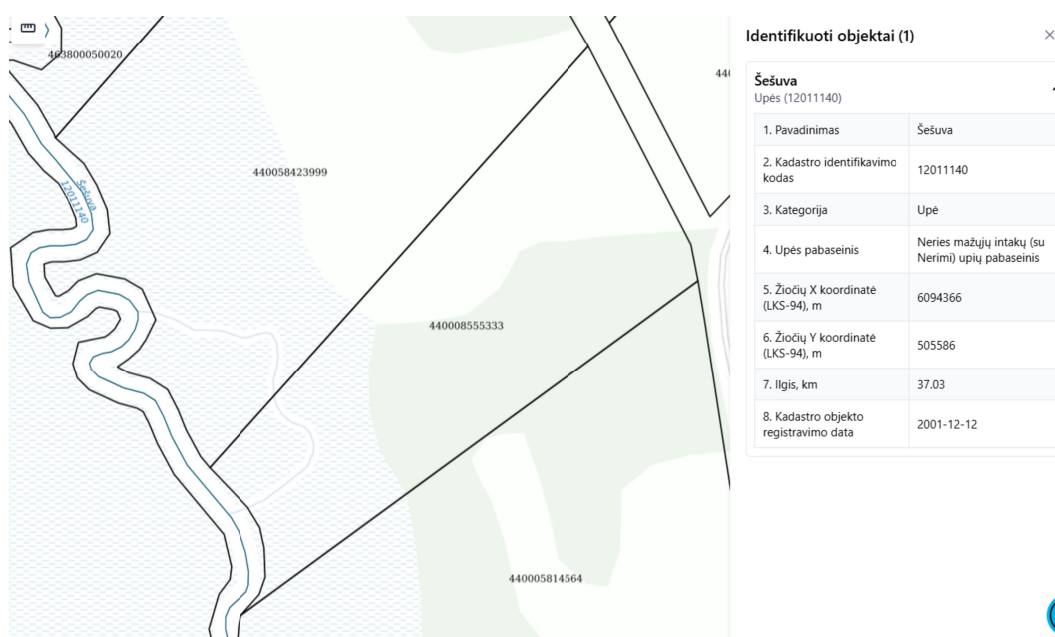 463800050020
440058423999
Šešuva
12011140
440008555333
440005814564
Identifikuoti objektai (1)
Šešuva
Upės (12011140)
1. Pavadinimas Šešuva
2. Kadastro identifikavimo
kodas
12011140
3. Kategorija Upė
4. Upės pabaseinis
Neries mažųjų intakų (su
Nerimi) upių pabaseinis
5. Žiočių X koordinatė
(LKS-94), m
6094366
6. Žiočių Y koordinatė
(LKS-94), m
505586
7. Ilgis, km 37.03
8. Kadastro objekto
registravimo data
2001-12-12